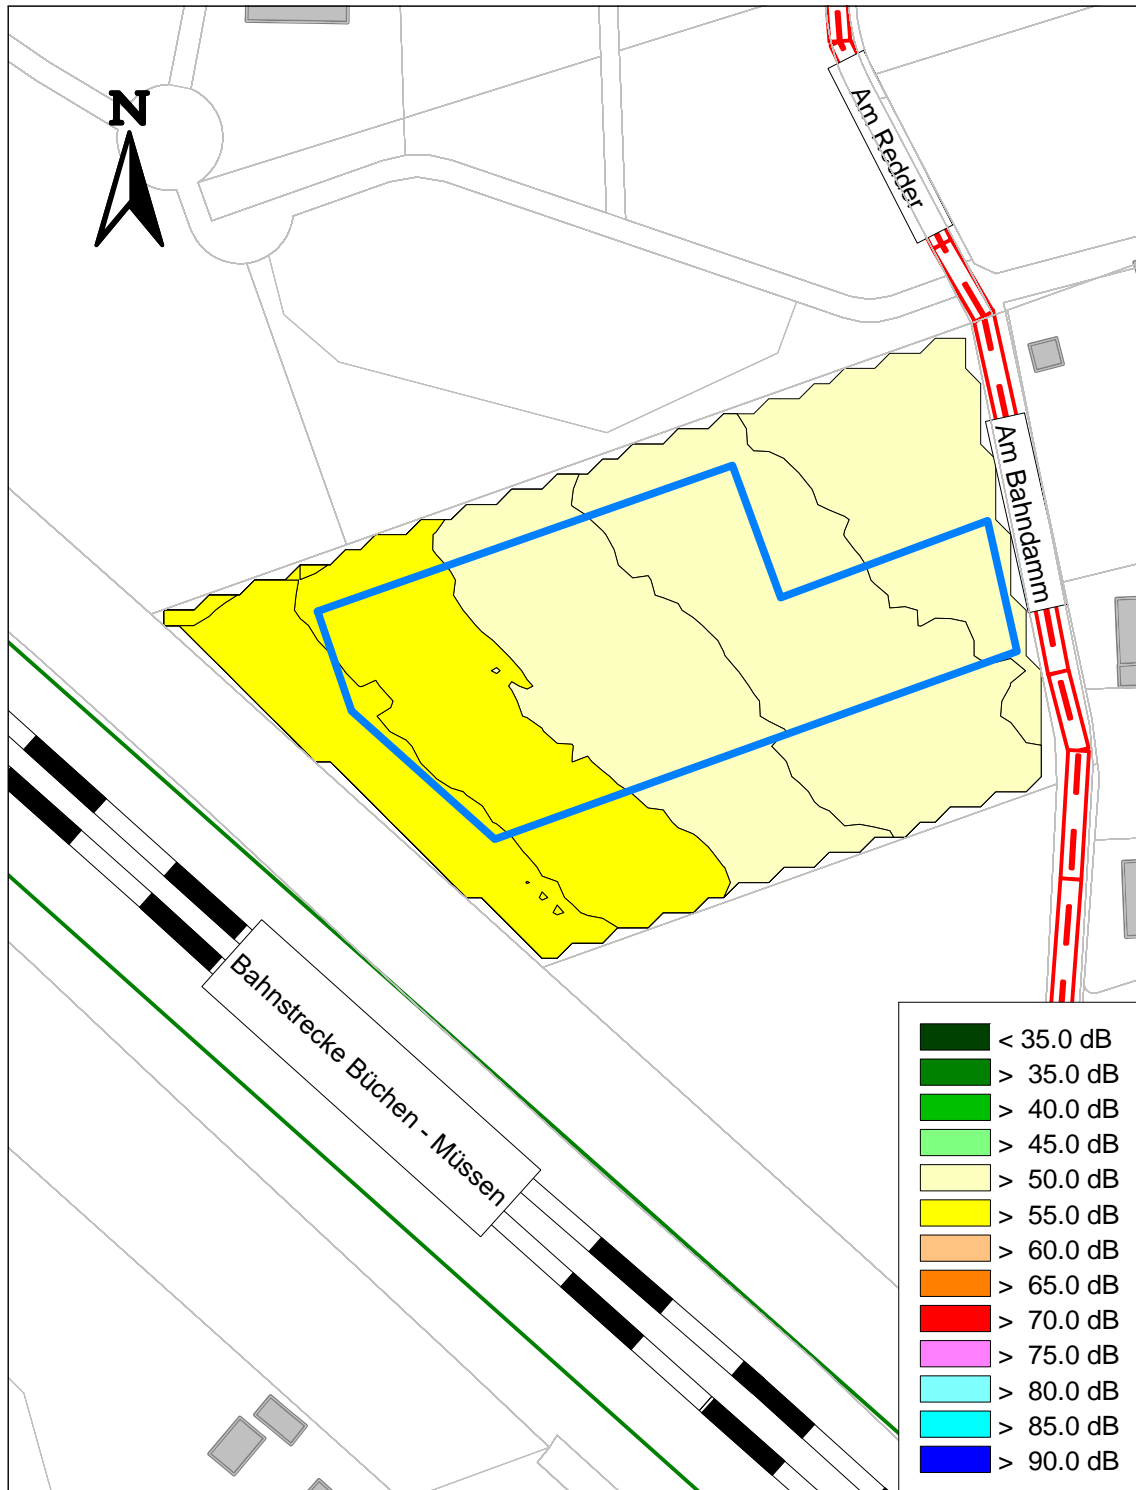 N
Am Redder
Am Bahndamm
Bahnstrecke Büchen - Müssen
< 35.0 dB
> 35.0 dB
> 40.0 dB
> 45.0 dB
> 50.0 dB
> 55.0 dB
> 60.0 dB
> 65.0 dB
> 70.0 dB
> 75.0 dB
> 80.0 dB
> 85.0 dB
> 90.0 dB